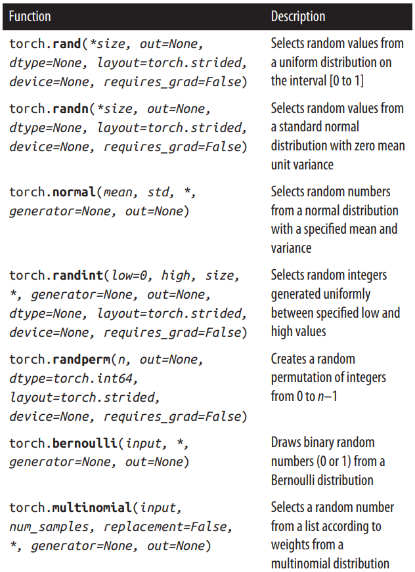 Function Description
torch.rand(*size, out=None, Selects random values from
dtype=None, layout=torch.strided, a uniform distribution on
device=None, requires_grad=False) the interval [0 to 1]
torch.randn(*size, out=None, Selects random values from
dtype=None, layout=torch.strided, a standard normal
device=None, requires_grad=False) distribution with zero mean
unit variance
torch.normal(mean, std, *, Selects random numbers
generator=None, out=None) from a normal distribution
with a specified mean and
variance
torch.randint(low=0, high, size, Selects random integers
*, generator=None, out=None, generated uniformly
dtype=None, layout=torch.strided, between specified low and
device=None, requires_grad=False) high values
torch.randperm(n, out=None, Creates a random
dtype=torch.int64, permutation of integers
layout=torch.strided, from 0 to n–1
device=None, requires_grad=False)
torch.bernoulli(input, *, Draws binary random
generator=None, out=None) numbers (0 or 1) from a
Bernoulli distribution
torch.multinomial(input, Selects a random number
num_samples, replacement=False, from a list according to
*, generator=None, out=None) weights from a
multinomial distribution